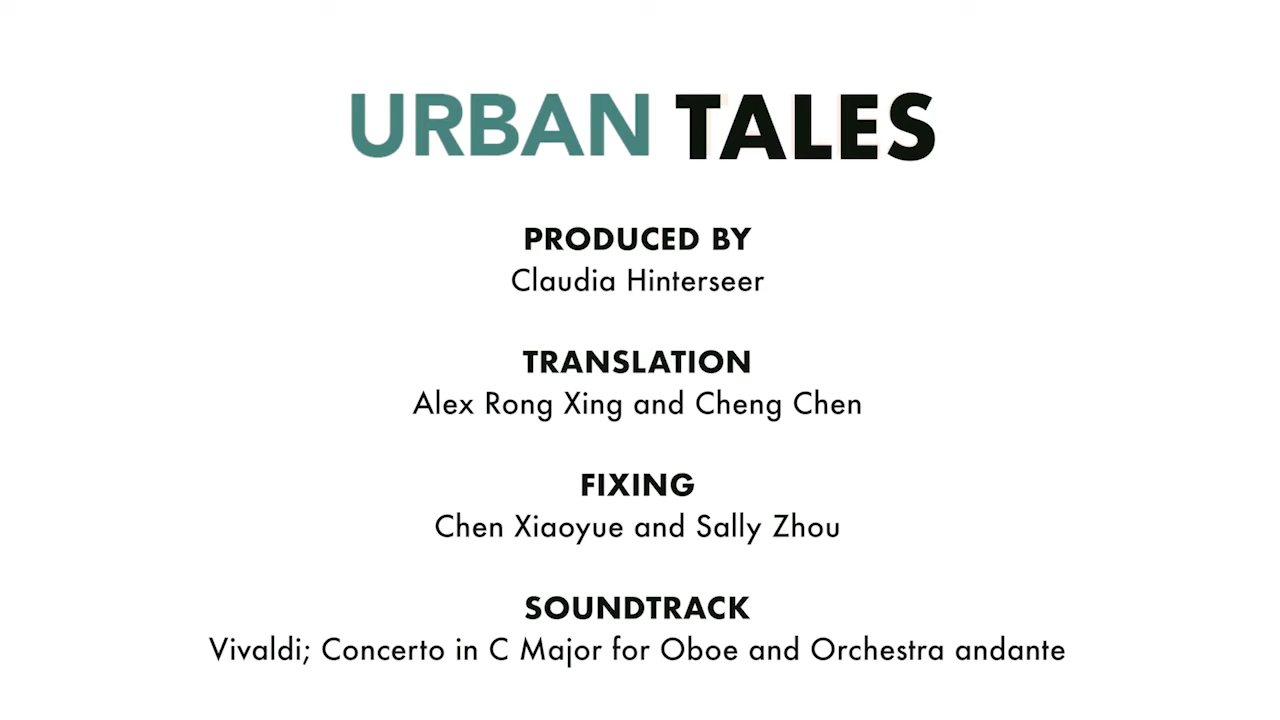 URBAN TALES
PRODUCED BY
Claudia Hinterseer
TRANSLATION
Alex Rong Xing and Cheng Chen
FIXING
Chen Xiaoyue and Sally Zhou
SOUNDTRACK
Vivaldi; Concerto in C Major for Oboe and Orchestra andante